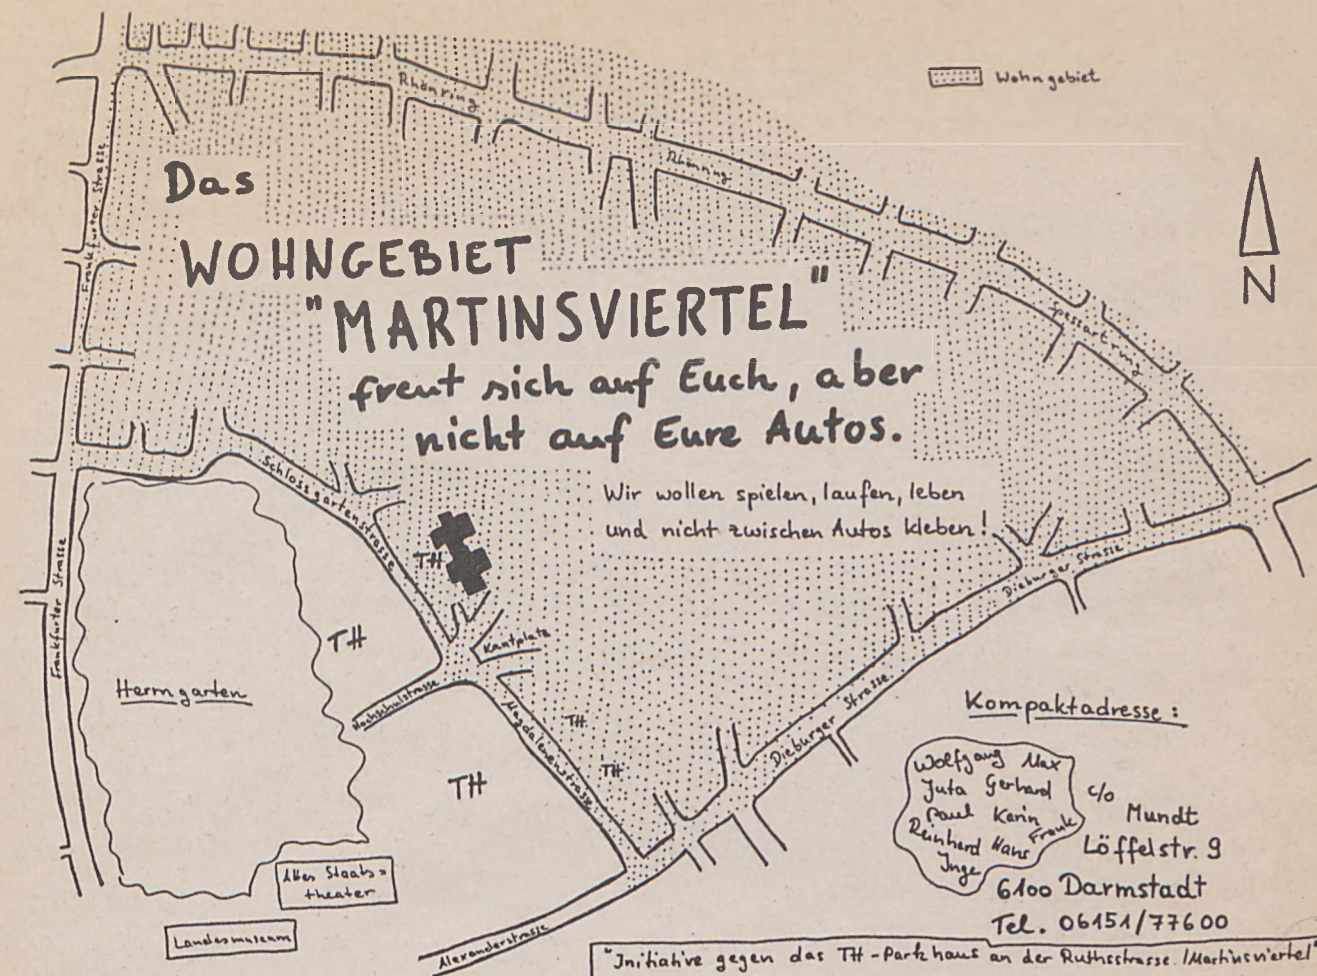 Wohngebiet
Rhönring
Rhönring
Spessartring
Frankfurter Strasse
N
Das
WOHNGEBIET
"MARTINSVIERTEL"
freut sich auf Euch, aber
nicht auf Eure Autos.
Wir wollen spielen, laufen, leben
und nicht zwischen Autos kleben!
Schlossgartenstrasse
TH
TH
Kantplatz
Hochschulstrasse
Magdalenenstrasse
TH
TH
TH
Frankfurter Strasse
Herrngarten
Dieburger Strasse
Dieburger Strasse
Altes Staats=
theater
Landesmuseum
Alexanderstrasse
Kompaktadresse:
Wolfgang Max
Juta Gerhard
Paul Karin
Reinhard Hans Frank
Inge
c/o
Mundt
Löffelstr. 9
6100 Darmstadt
Tel. 06151/77600
"Initiative gegen das TH-Parkhaus an der Ruthsstrasse /Martinsviertel"